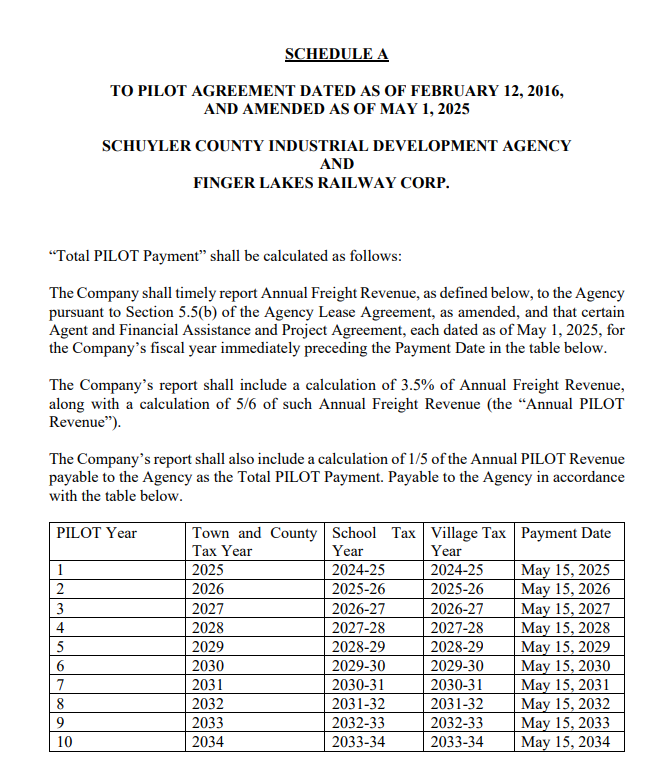 SCHEDULE A
TO PILOT AGREEMENT DATED AS OF FEBRUARY 12, 2016,
AND AMENDED AS OF MAY 1, 2025
SCHUYLER COUNTY INDUSTRIAL DEVELOPMENT AGENCY
AND
FINGER LAKES RAILWAY CORP.
“Total PILOT Payment” shall be calculated as follows:
The Company shall timely report Annual Freight Revenue, as defined below, to the Agency
pursuant to Section 5.5(b) of the Agency Lease Agreement, as amended, and that certain
Agent and Financial Assistance and Project Agreement, each dated as of May 1, 2025, for
the Company’s fiscal year immediately preceding the Payment Date in the table below.
The Company’s report shall include a calculation of 3.5% of Annual Freight Revenue,
along with a calculation of 5/6 of such Annual Freight Revenue (the “Annual PILOT
Revenue”).
The Company’s report shall also include a calculation of 1/5 of the Annual PILOT Revenue
payable to the Agency as the Total PILOT Payment. Payable to the Agency in accordance
with the table below.
PILOT Year Town and County School Tax Village Tax Payment Date
Tax Year Year Year
1 2025 2024-25 2024-25 May 15, 2025
2 2026 2025-26 2025-26 May 15, 2026
3 2027 2026-27 2026-27 May 15, 2027
4 2028 2027-28 2027-28 May 15, 2028
5 2029 2028-29 2028-29 May 15, 2029
6 2030 2029-30 2029-30 May 15, 2030
7 2031 2030-31 2030-31 May 15, 2031
8 2032 2031-32 2031-32 May 15, 2032
9 2033 2032-33 2032-33 May 15, 2033
10 2034 2033-34 2033-34 May 15, 2034